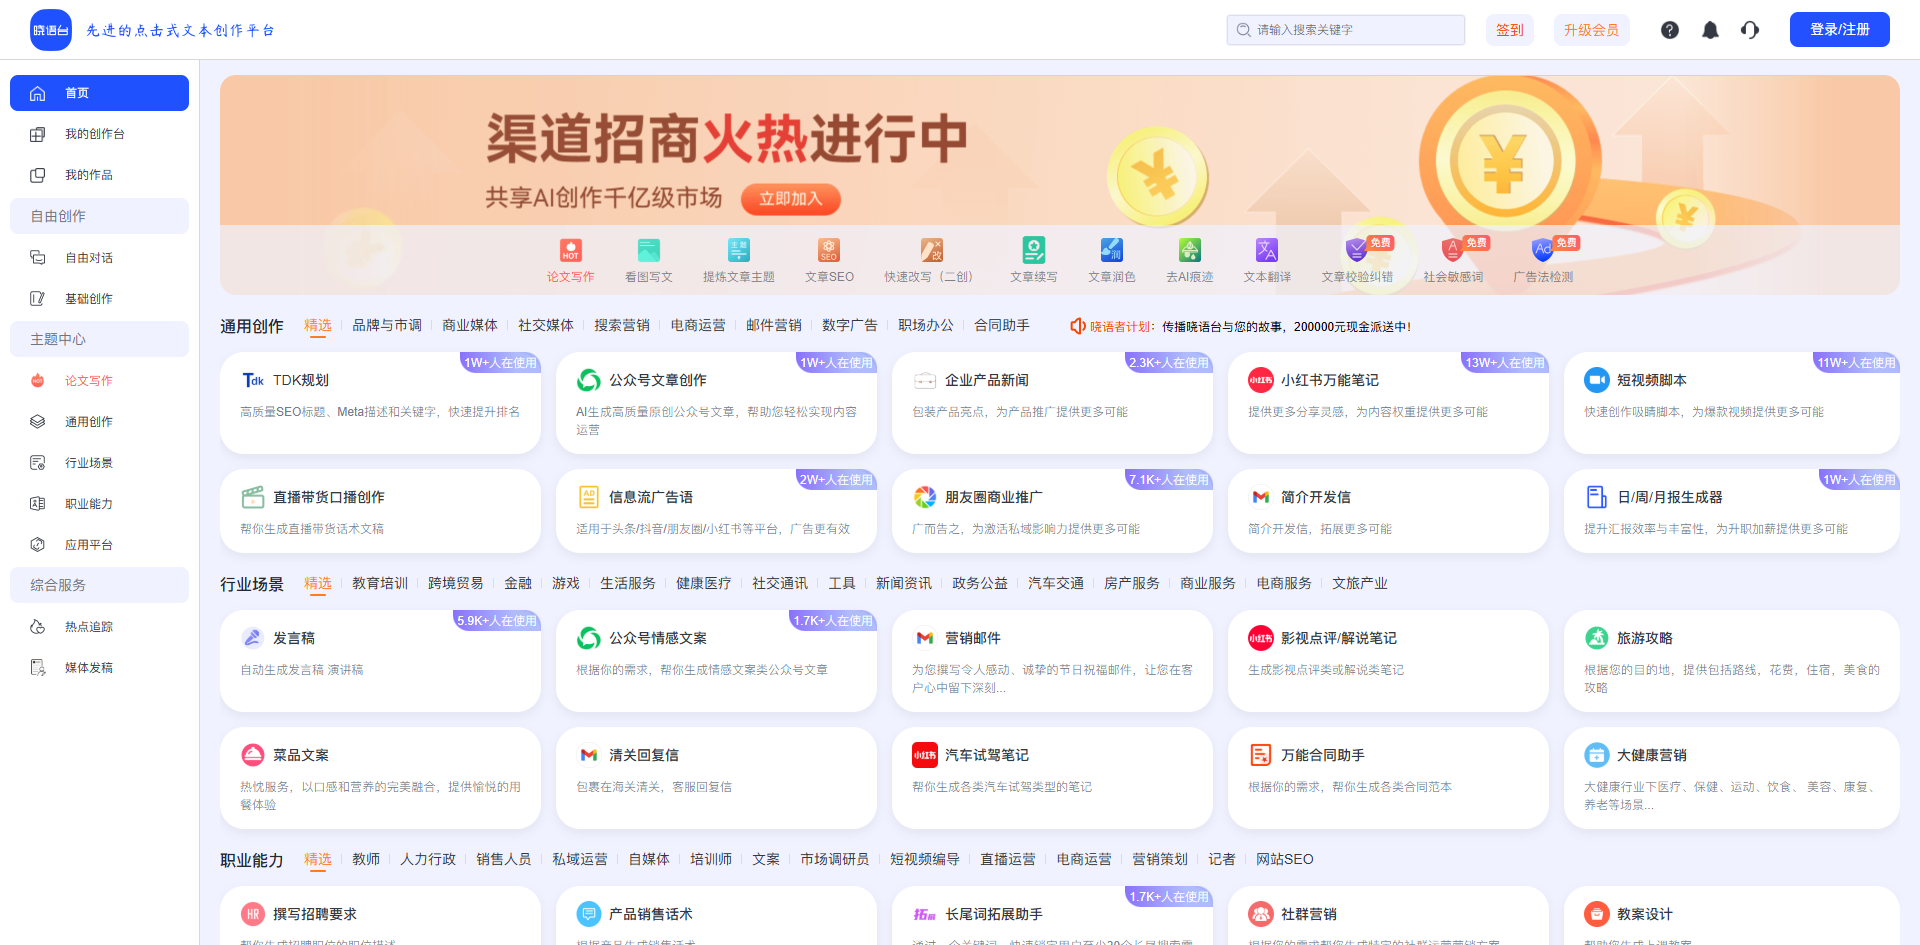 晓语台
先进的点击式文本创作平台
请输入搜索关键字
签到
升级会员
登录/注册
首页
我的创作台
我的作品
自由创作
自由对话
基础创作
主题中心
论文写作
通用创作
行业场景
职业能力
应用平台
综合服务
热点追踪
媒体发稿
渠道招商火热进行中
共享AI创作千亿级市场 立即加入
论文写作 看图写文 提炼文章主题 文章SEO 快速改写（二创） 文章续写 文章润色 去AI痕迹 文本翻译 文章校验纠错 免费 社会敏感词 免费 广告法检测 免费
通用创作 精选 品牌与市调 商业媒体 社交媒体 搜索营销 电商运营 邮件营销 数字广告 职场办公 合同助手 晓语者计划：传播晓语台与您的故事，200000元现金派送中！
1W+人在使用
TDK规划
高质量SEO标题、Meta描述和关键字，快速提升排名
1W+人在使用
公众号文章创作
AI生成高质量原创公众号文章，帮助您轻松实现内容
运营
2.3K+人在使用
企业产品新闻
包装产品亮点，为产品推广提供更多可能
13W+人在使用
小红书万能笔记
提供更多分享灵感，为内容权重提供更多可能
11W+人在使用
短视频脚本
快速创作吸睛脚本，为爆款视频提供更多可能
直播带货口播创作
帮你生成直播带货话术文稿
2W+人在使用
信息流广告语
适用于头条/抖音/朋友圈/小红书等平台，广告更有效
7.1K+人在使用
朋友圈商业推广
广而告之，为激活私域影响力提供更多可能
简介开发信
简介开发信，拓展更多可能
1W+人在使用
日/周/月报生成器
提升汇报效率与丰富性，为升职加薪提供更多可能
行业场景 精选 教育培训 跨境贸易 金融 游戏 生活服务 健康医疗 社交通讯 工具 新闻资讯 政务公益 汽车交通 房产服务 商业服务 电商服务 文旅产业
5.9K+人在使用
发言稿
自动生成发言稿 演讲稿
1.7K+人在使用
公众号情感文案
根据你的需求，帮你生成情感文案类公众号文章
营销邮件
为您撰写令人感动、诚挚的节日祝福邮件，让您在客
户心中留下深刻...
影视点评/解说笔记
生成影视点评类或解说类笔记
旅游攻略
根据您的目的地，提供包括路线，花费，住宿，美食的
攻略
菜品文案
热忱服务，以口感和营养的完美融合，提供愉悦的用
餐体验
清关回复信
包裹在海关清关，客服回复信
汽车试驾笔记
帮你生成各类汽车试驾类型的笔记
万能合同助手
根据你的需求，帮你生成各类合同范本
大健康营销
大健康行业下医疗、保健、运动、饮食、 美容、康复、
养老等场景...
职业能力 精选 教师 人力行政 销售人员 私域运营 自媒体 培训师 文案 市场调研员 短视频编导 直播运营 电商运营 营销策划 记者 网站SEO
撰写招聘要求
产品销售话术
1.7K+人在使用
长尾词拓展助手
社群营销
教案设计